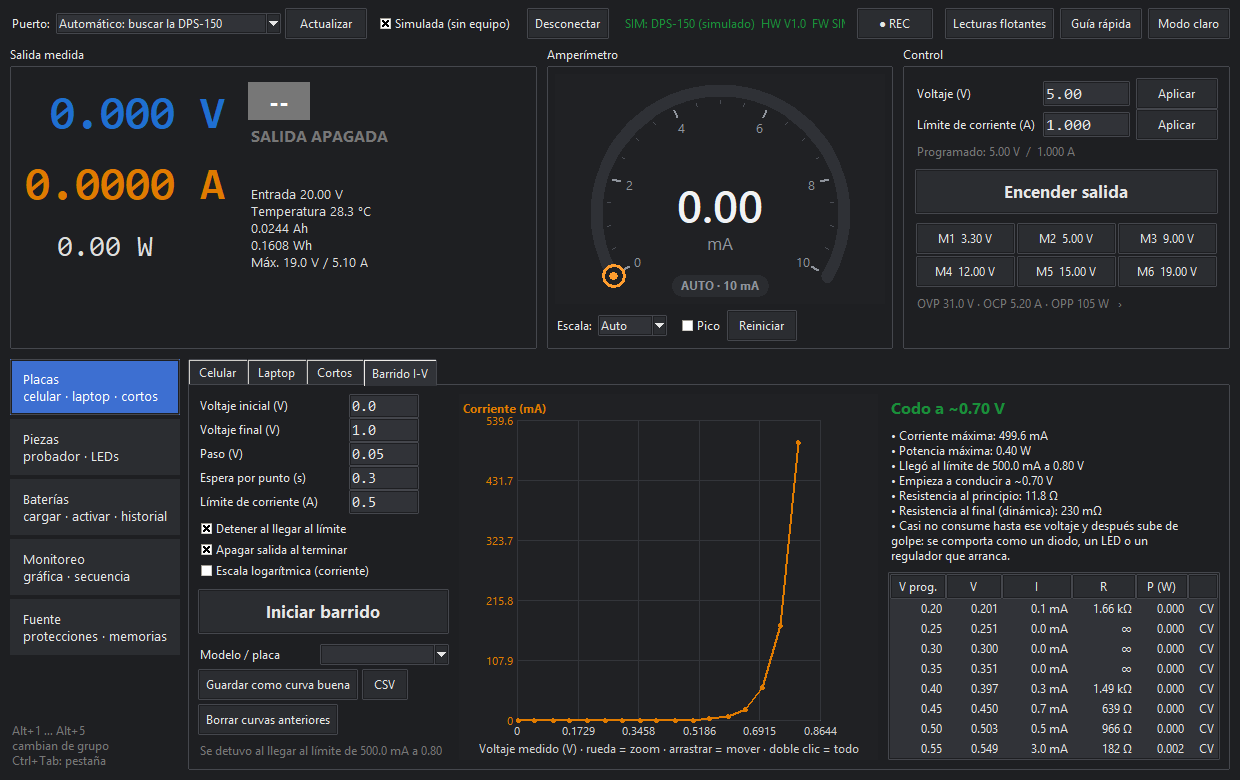 Puerto: Automático: buscar la DPS-150 Actualizar Simulada (sin equipo) Desconectar SIM: DPS-150 (simulado) HW V1.0 FW SIM ● REC Lecturas flotantes Guía rápida Modo claro
Salida medida
0.000 V
--
SALIDA APAGADA
0.0000 A
0.00 W
Entrada 20.00 V
Temperatura 28.3 °C
0.0244 Ah
0.1608 Wh
Máx. 19.0 V / 5.10 A
Amperímetro
4 6
2 8
0.00
mA
0 10
AUTO · 10 mA
Escala: Auto Pico Reiniciar
Control
Voltaje (V) 5.00 Aplicar
Límite de corriente (A) 1.000 Aplicar
Programado: 5.00 V / 1.000 A
Encender salida
M1 3.30 V M2 5.00 V M3 9.00 V
M4 12.00 V M5 15.00 V M6 19.00 V
OVP 31.0 V · OCP 5.20 A · OPP 105 W ›
Placas
celular · laptop · cortos
Piezas
probador · LEDs
Baterías
cargar · activar · historial
Monitoreo
gráfica · secuencia
Fuente
protecciones · memorias
Alt+1 ... Alt+5
cambian de grupo
Ctrl+Tab: pestaña
Celular Laptop Cortos Barrido I-V
Voltaje inicial (V) 0.0
Voltaje final (V) 1.0
Paso (V) 0.05
Espera por punto (s) 0.3
Límite de corriente (A) 0.5
Detener al llegar al límite
Apagar salida al terminar
Escala logarítmica (corriente)
Iniciar barrido
Modelo / placa
Guardar como curva buena CSV
Borrar curvas anteriores
Se detuvo al llegar al límite de 500.0 mA a 0.80
Corriente (mA)
539.6
431.7
323.7
215.8
107.9
0
0 0.1729 0.3458 0.5186 0.6915 0.8644
Voltaje medido (V) · rueda = zoom · arrastrar = mover · doble clic = todo
Codo a ~0.70 V
• Corriente máxima: 499.6 mA
• Potencia máxima: 0.40 W
• Llegó al límite de 500.0 mA a 0.80 V
• Empieza a conducir a ~0.70 V
• Resistencia al principio: 11.8 Ω
• Resistencia al final (dinámica): 230 mΩ
• Casi no consume hasta ese voltaje y después sube de
golpe: se comporta como un diodo, un LED o un
regulador que arranca.
V prog. V I R P (W)
0.20 0.201 0.1 mA 1.66 kΩ 0.000 CV
0.25 0.251 0.0 mA ∞ 0.000 CV
0.30 0.300 0.0 mA ∞ 0.000 CV
0.35 0.351 0.0 mA ∞ 0.000 CV
0.40 0.397 0.3 mA 1.49 kΩ 0.000 CV
0.45 0.450 0.7 mA 639 Ω 0.000 CV
0.50 0.503 0.5 mA 966 Ω 0.000 CV
0.55 0.549 3.0 mA 182 Ω 0.002 CV